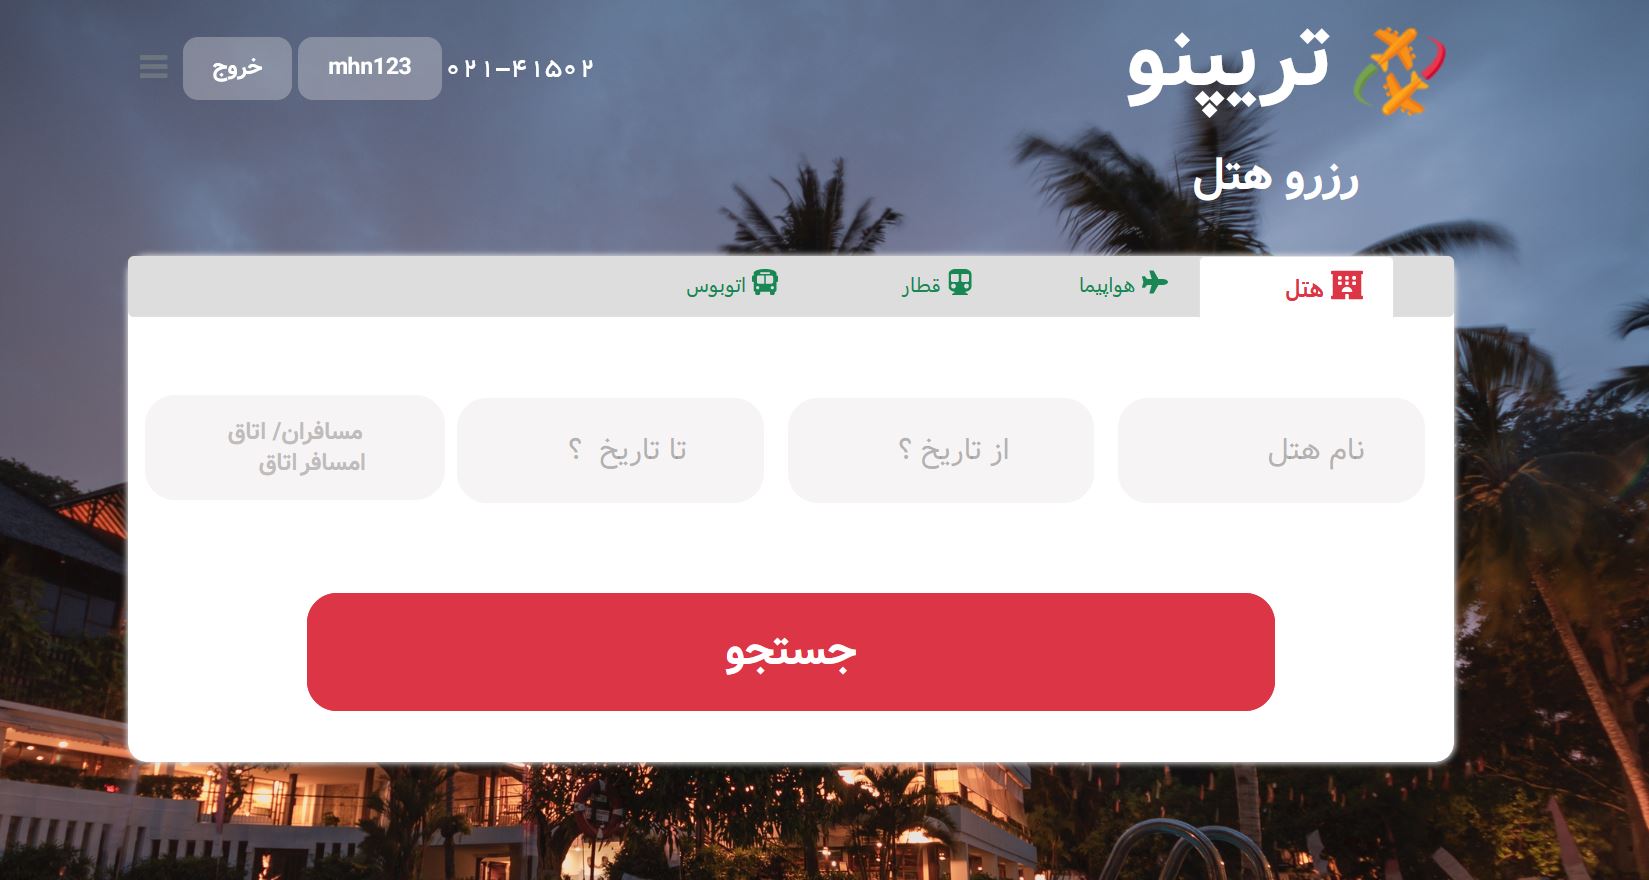 تریپنو
۰۲۱-۴۱۵۰۲
mhn123
خروج
رزرو هتل
هتل
هواپیما
قطار
اتوبوس
نام هتل
از تاریخ ؟
تا تاریخ ؟
مسافران/ اتاق
امسافر اتاق
جستجو